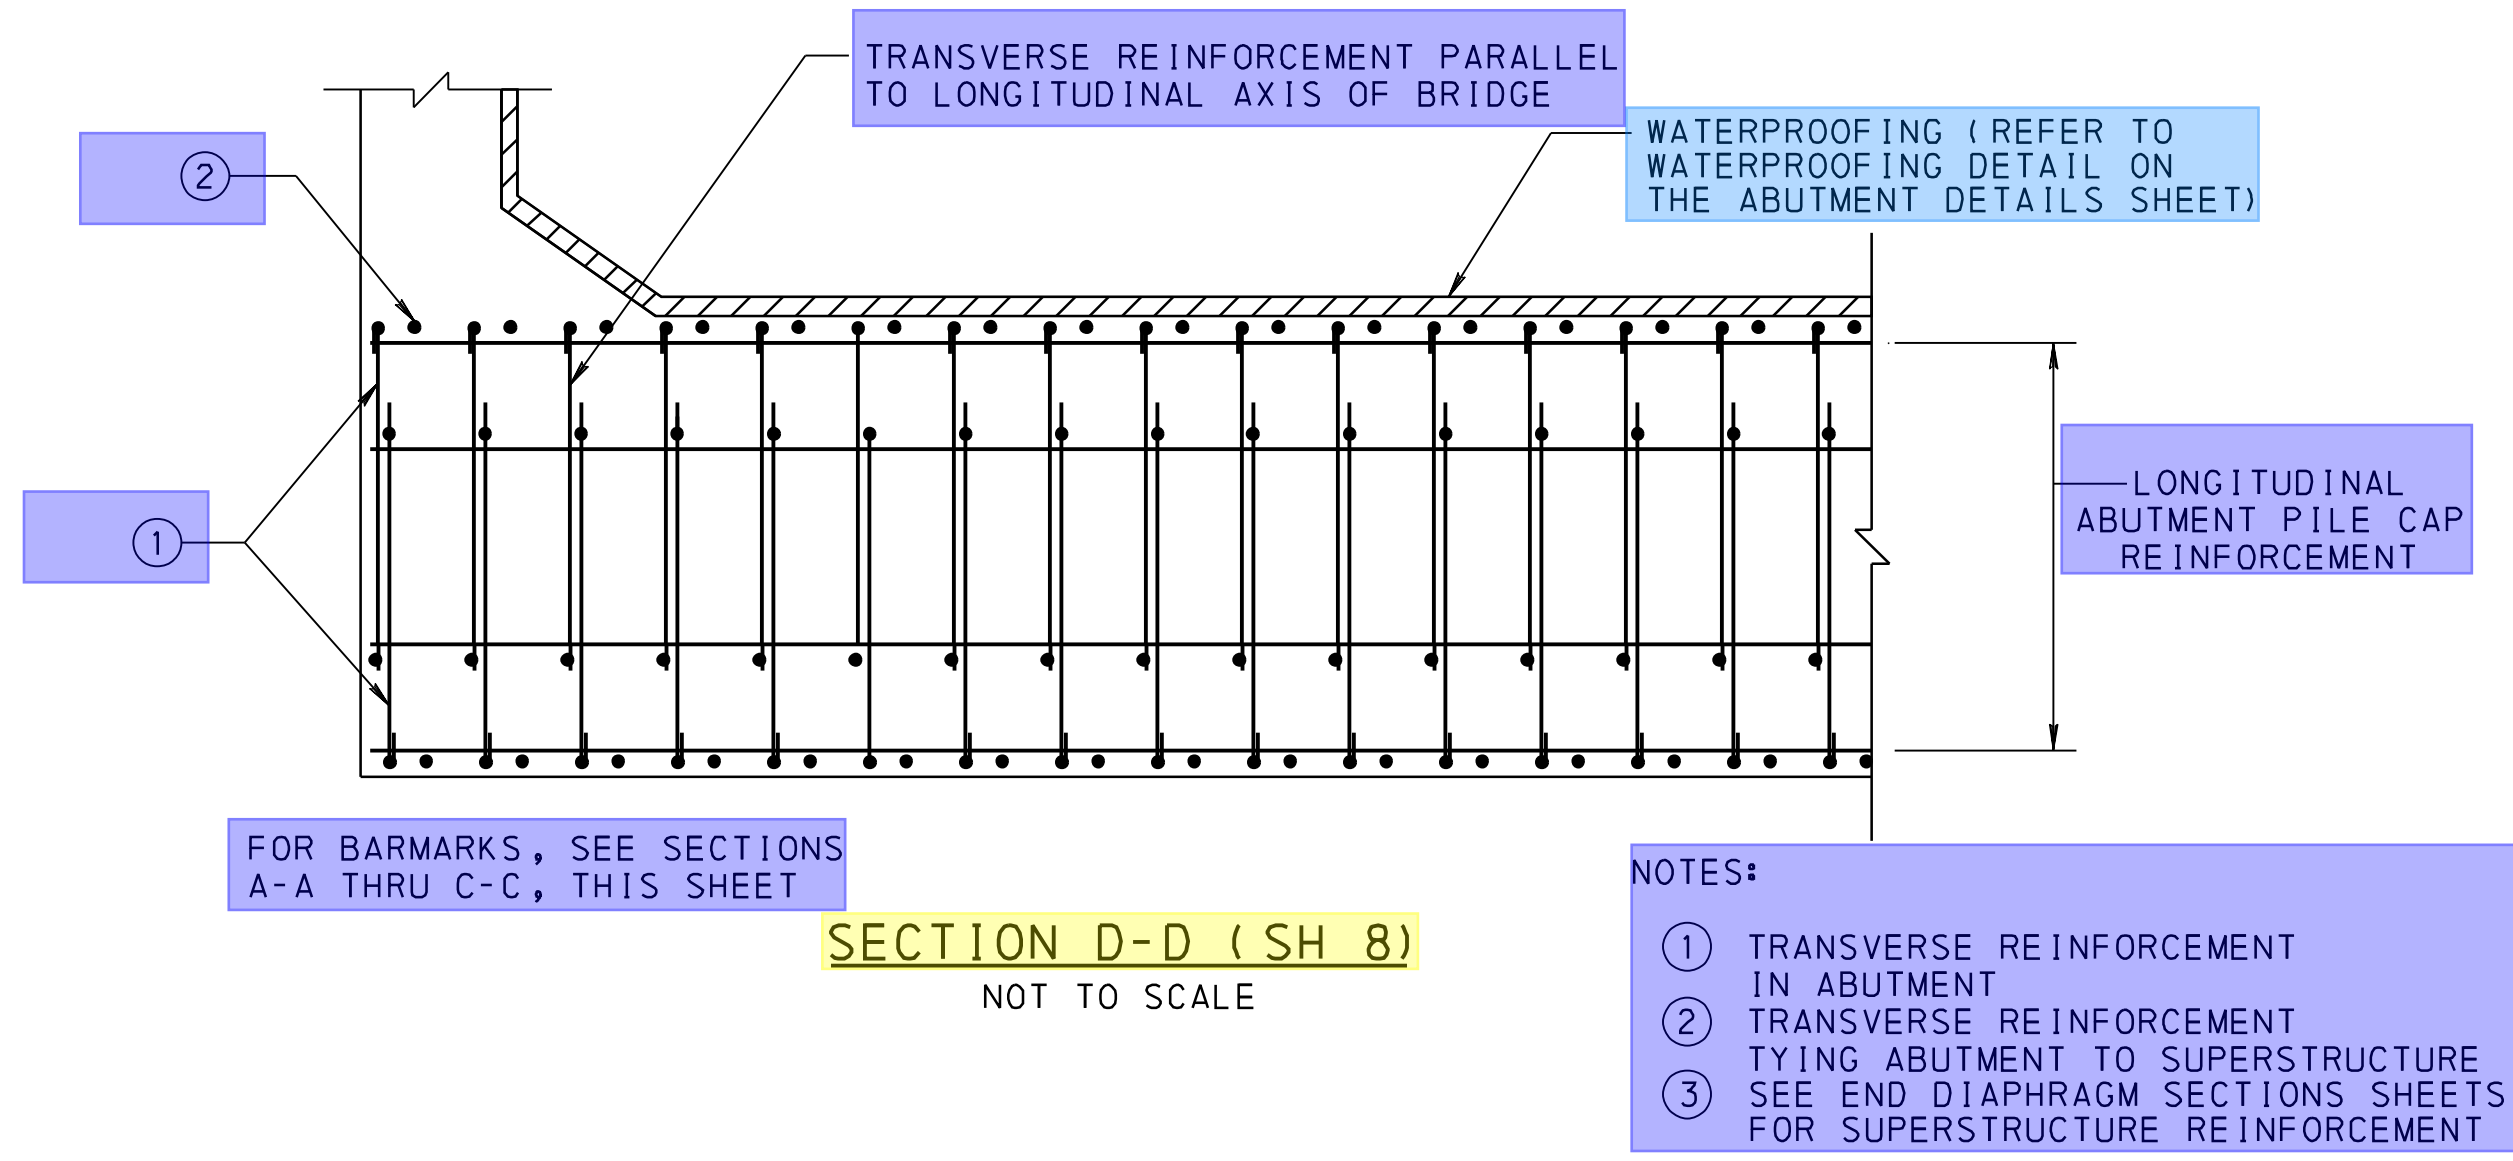 TRANSVERSE REINFORCEMENT PARALLEL
TO LONGITUDINAL AXIS OF BRIDGE
WATERPROOFING (REFER TO
WATERPROOFING DETAIL ON
THE ABUTMENT DETAILS SHEET)
2
LONGITUDINAL
ABUTMENT PILE CAP
REINFORCEMENT
1
FOR BARMARKS, SEE SECTIONS
A-A THRU C-C, THIS SHEET
SECTION D-D (SH 8)
NOT TO SCALE
NOTES:
1 TRANSVERSE REINFORCEMENT
IN ABUTMENT
2 TRANSVERSE REINFORCEMENT
TYING ABUTMENT TO SUPERSTRUCTURE
3 SEE END DIAPHRAGM SECTIONS SHEETS
FOR SUPERSTRUCTURE REINFORCEMENT